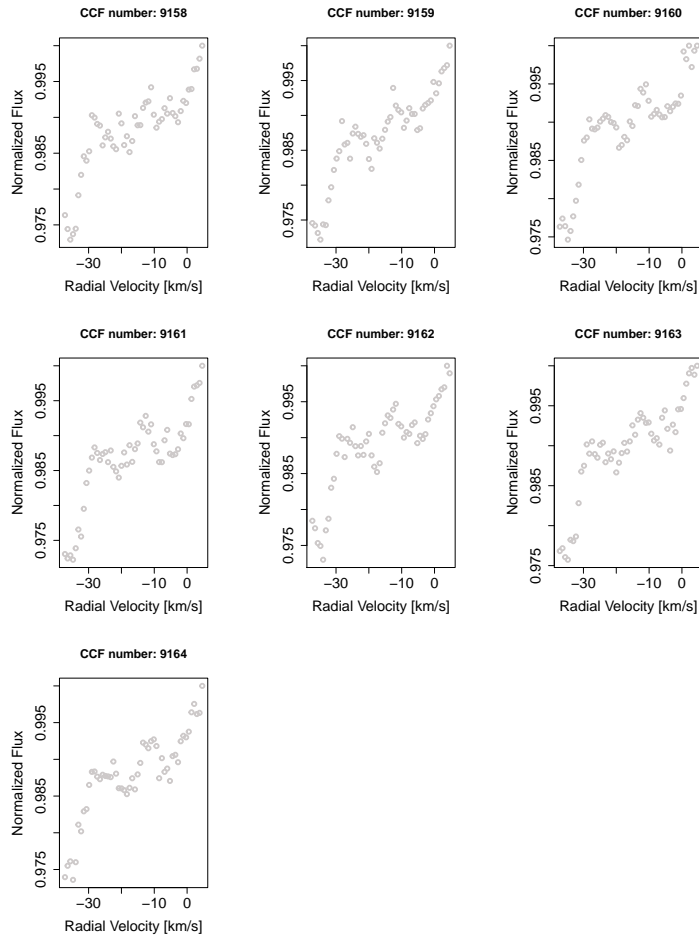 CCF number: 9158
Normalized Flux
0.975 0.985 0.995
−30 −10 0
Radial Velocity [km/s]
CCF number: 9159
Normalized Flux
0.975 0.985 0.995
−30 −10 0
Radial Velocity [km/s]
CCF number: 9160
Normalized Flux
0.975 0.985 0.995
−30 −10 0
Radial Velocity [km/s]
CCF number: 9161
Normalized Flux
0.975 0.985 0.995
−30 −10 0
Radial Velocity [km/s]
CCF number: 9162
Normalized Flux
0.975 0.985 0.995
−30 −10 0
Radial Velocity [km/s]
CCF number: 9163
Normalized Flux
0.975 0.985 0.995
−30 −10 0
Radial Velocity [km/s]
CCF number: 9164
Normalized Flux
0.975 0.985 0.995
−30 −10 0
Radial Velocity [km/s]